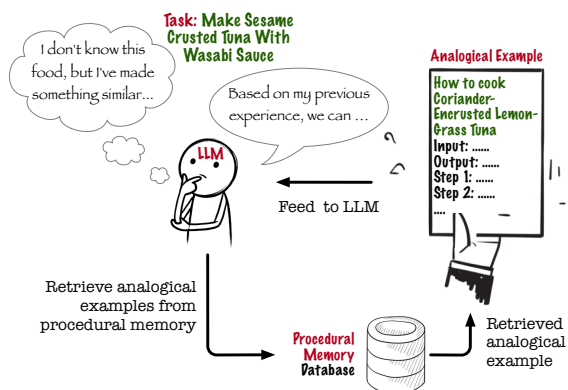 Task: Make Sesame
Crusted Tuna With
Wasabi Sauce
I don't know this
food, but I've made
something similar...
Based on my previous
experience, we can ...
LLM
Analogical Example
How to cook
Coriander-
Encrusted Lemon-
Grass Tuna
Input: ......
Output: ......
Step 1: ......
Step 2: ......
....
?
Feed to LLM
Retrieve analogical
examples from
procedural memory
Procedural
Memory
Database
Retrieved
analogical
example